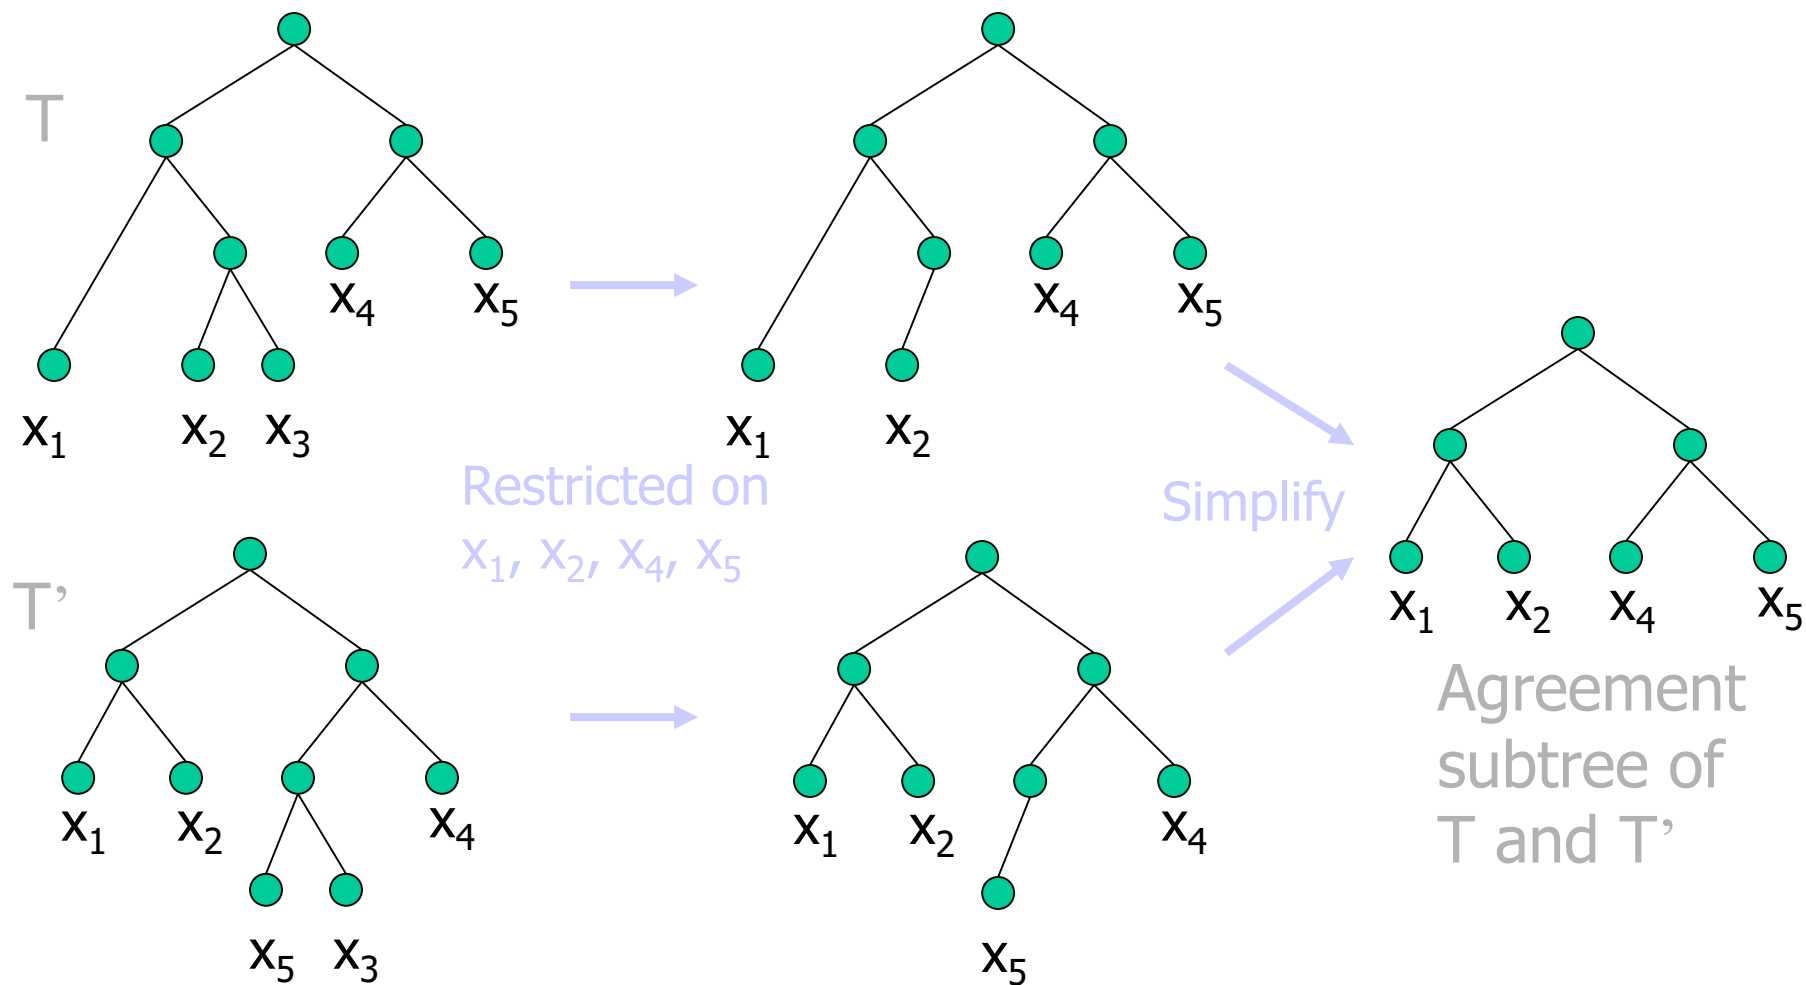 T
x₄ x₅
x₁ x₂ x₃
x₄ x₅
x₁ x₂
Restricted on
x₁, x₂, x₄, x₅
Simplify
T’
x₁ x₂ x₄
x₅ x₃
x₁ x₂ x₄
x₅
x₁ x₂ x₄ x₅
Agreement
subtree of
T and T’